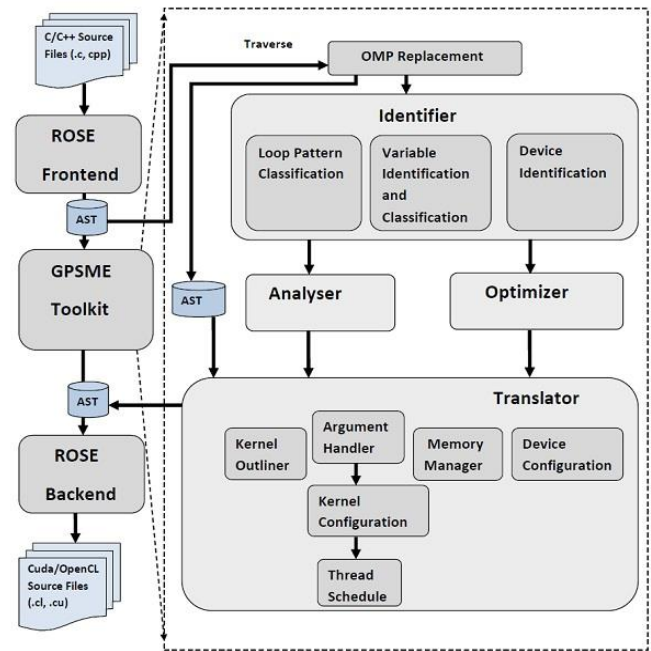 C/C++ Source
Files (.c, cpp)
ROSE
Frontend
AST
GPSME
Toolkit
AST
ROSE
Backend
Cuda/OpenCL
Source Files
(.cl, .cu)
Traverse
OMP Replacement
Identifier
Loop Pattern
Classification
Variable
Identification
and
Classification
Device
Identification
AST
Analyser
Optimizer
Translator
Kernel
Outliner
Argument
Handler
Memory
Manager
Device
Configuration
Kernel
Configuration
Thread
Schedule